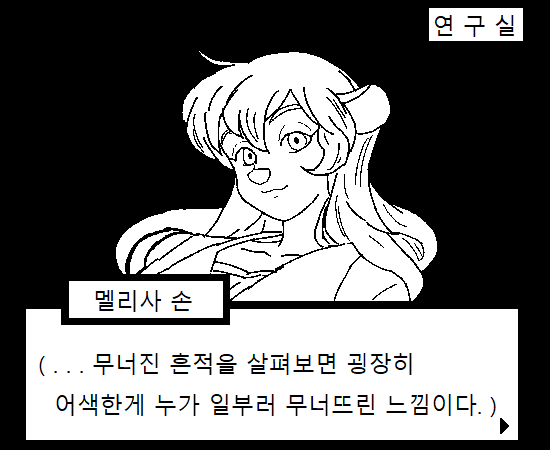 연 구 실
멜리사 손
( . . . 무너진 흔적을 살펴보면 굉장히
어색한게 누가 일부러 무너뜨린 느낌이다. )